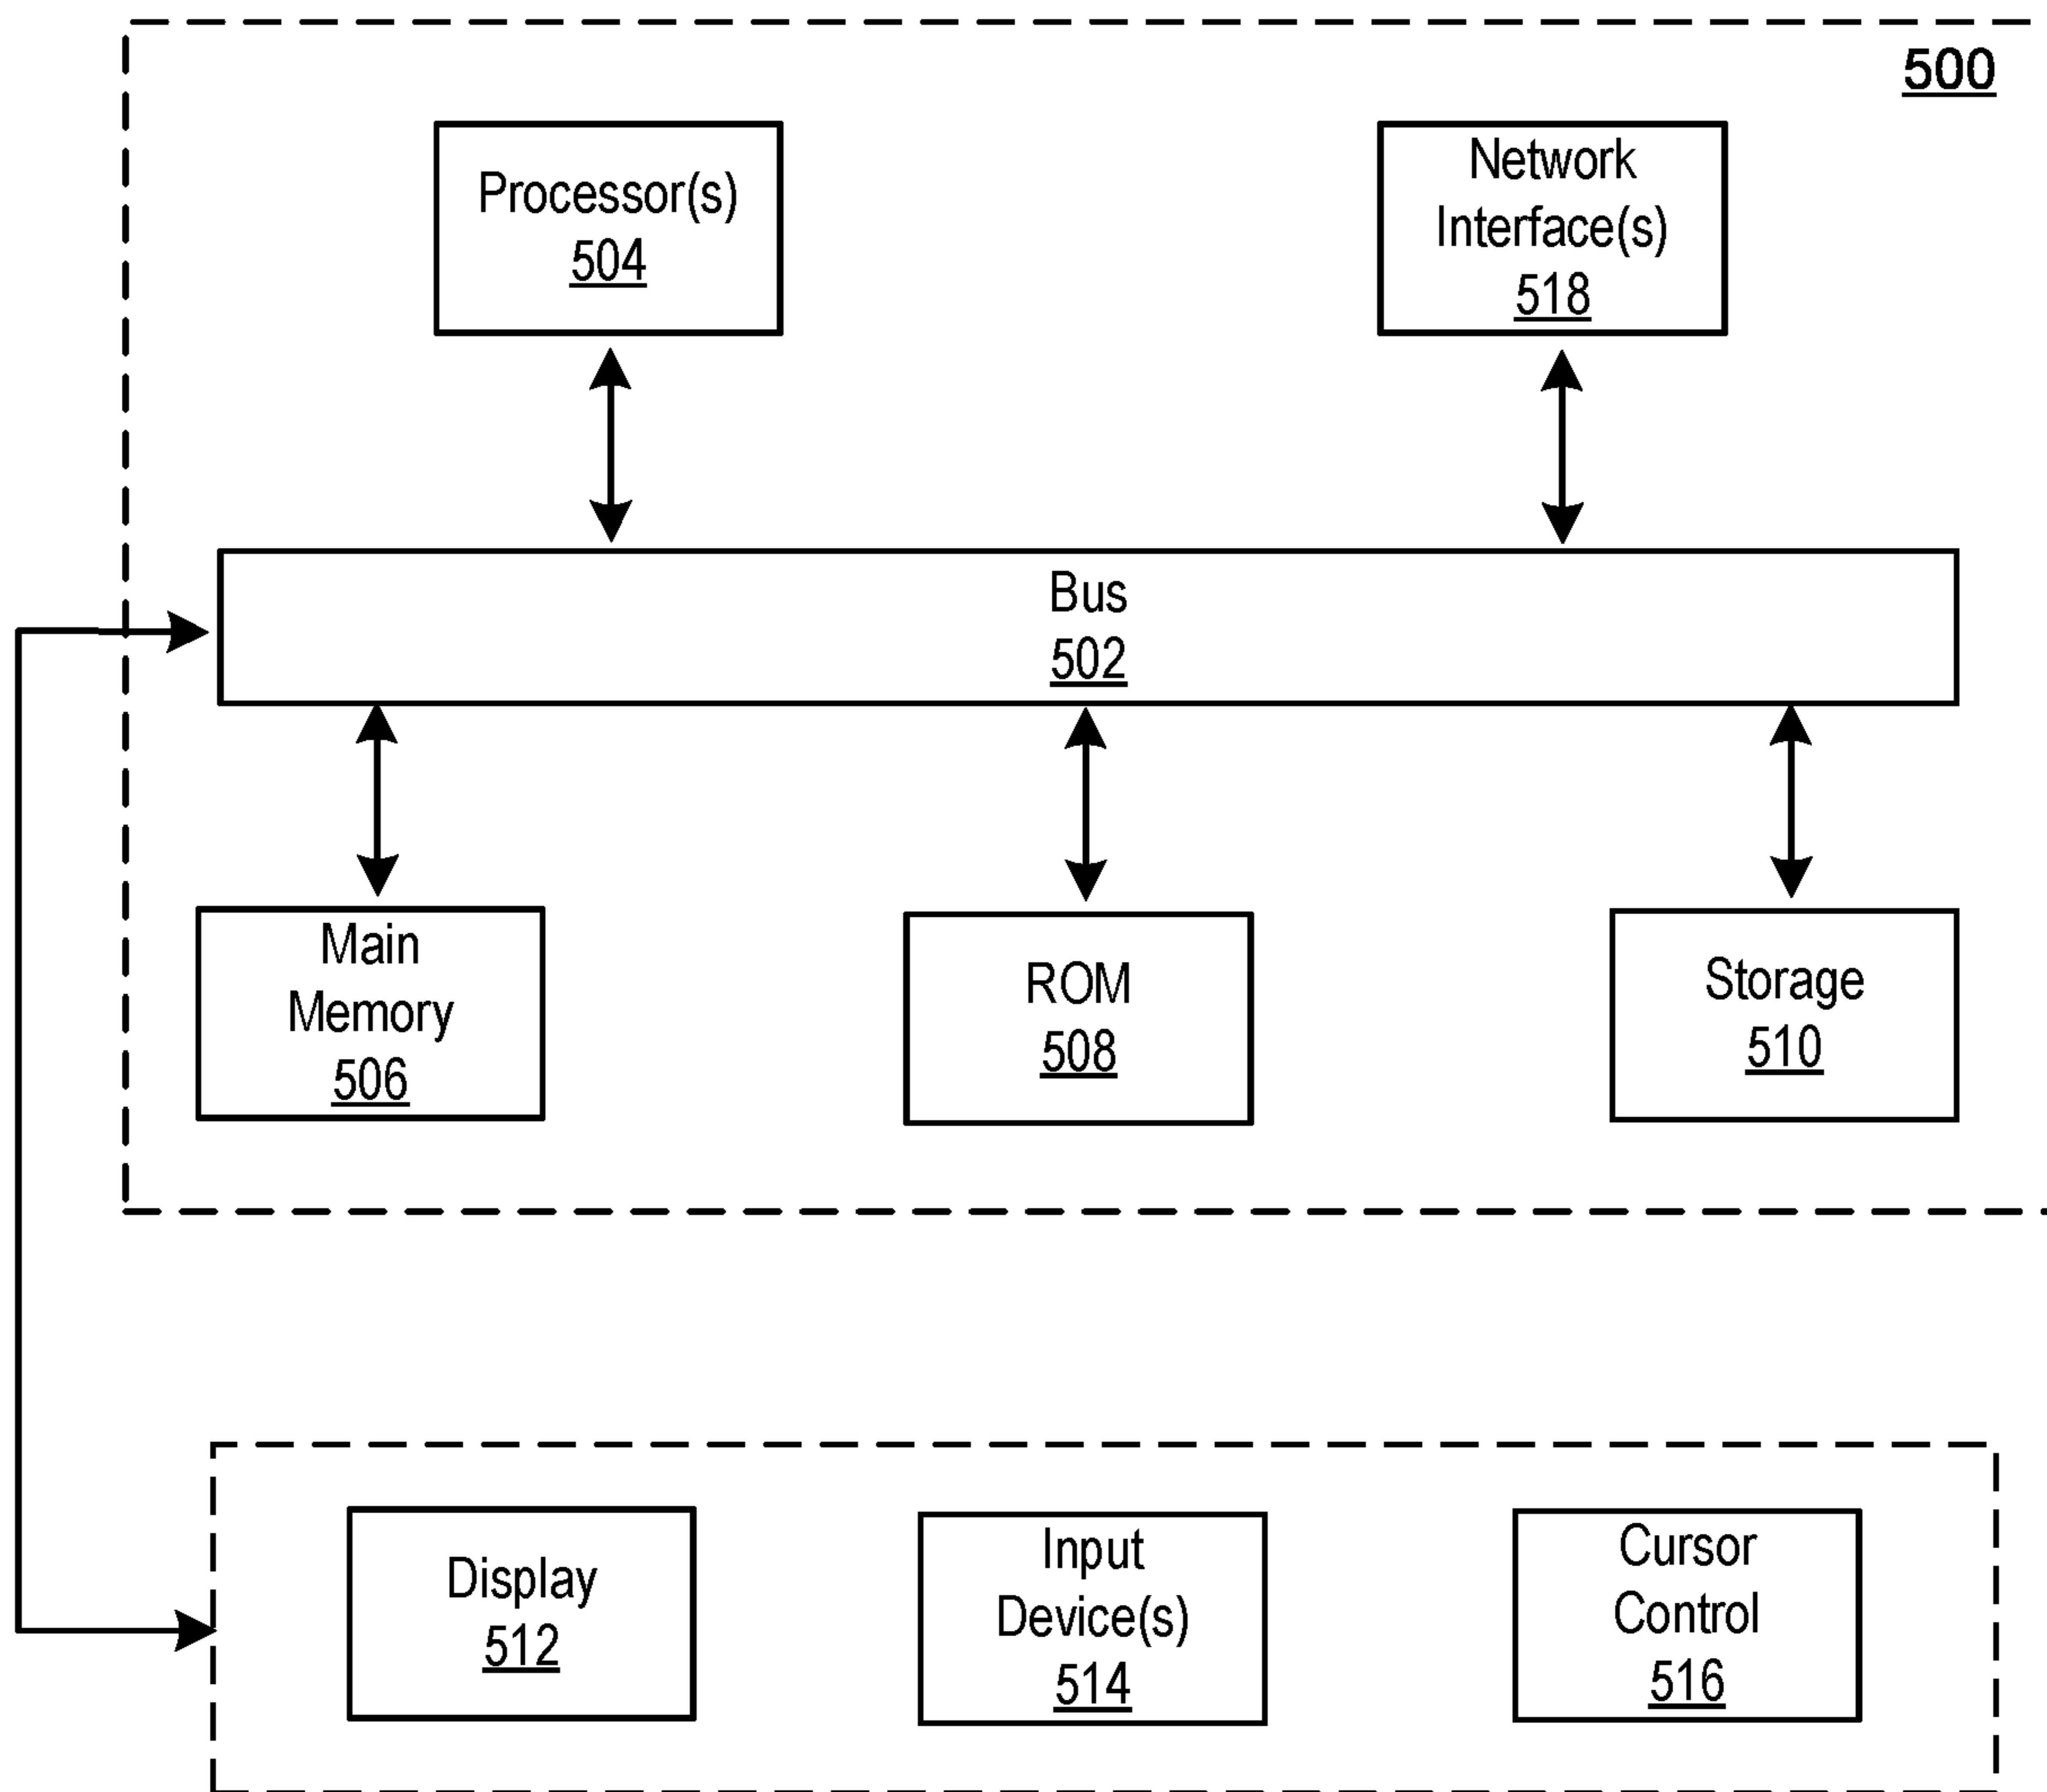 500
Processor(s)
504
Network
Interface(s)
518
Bus
502
Main
Memory
506
ROM
508
Storage
510
Display
512
Input
Device(s)
514
Cursor
Control
516